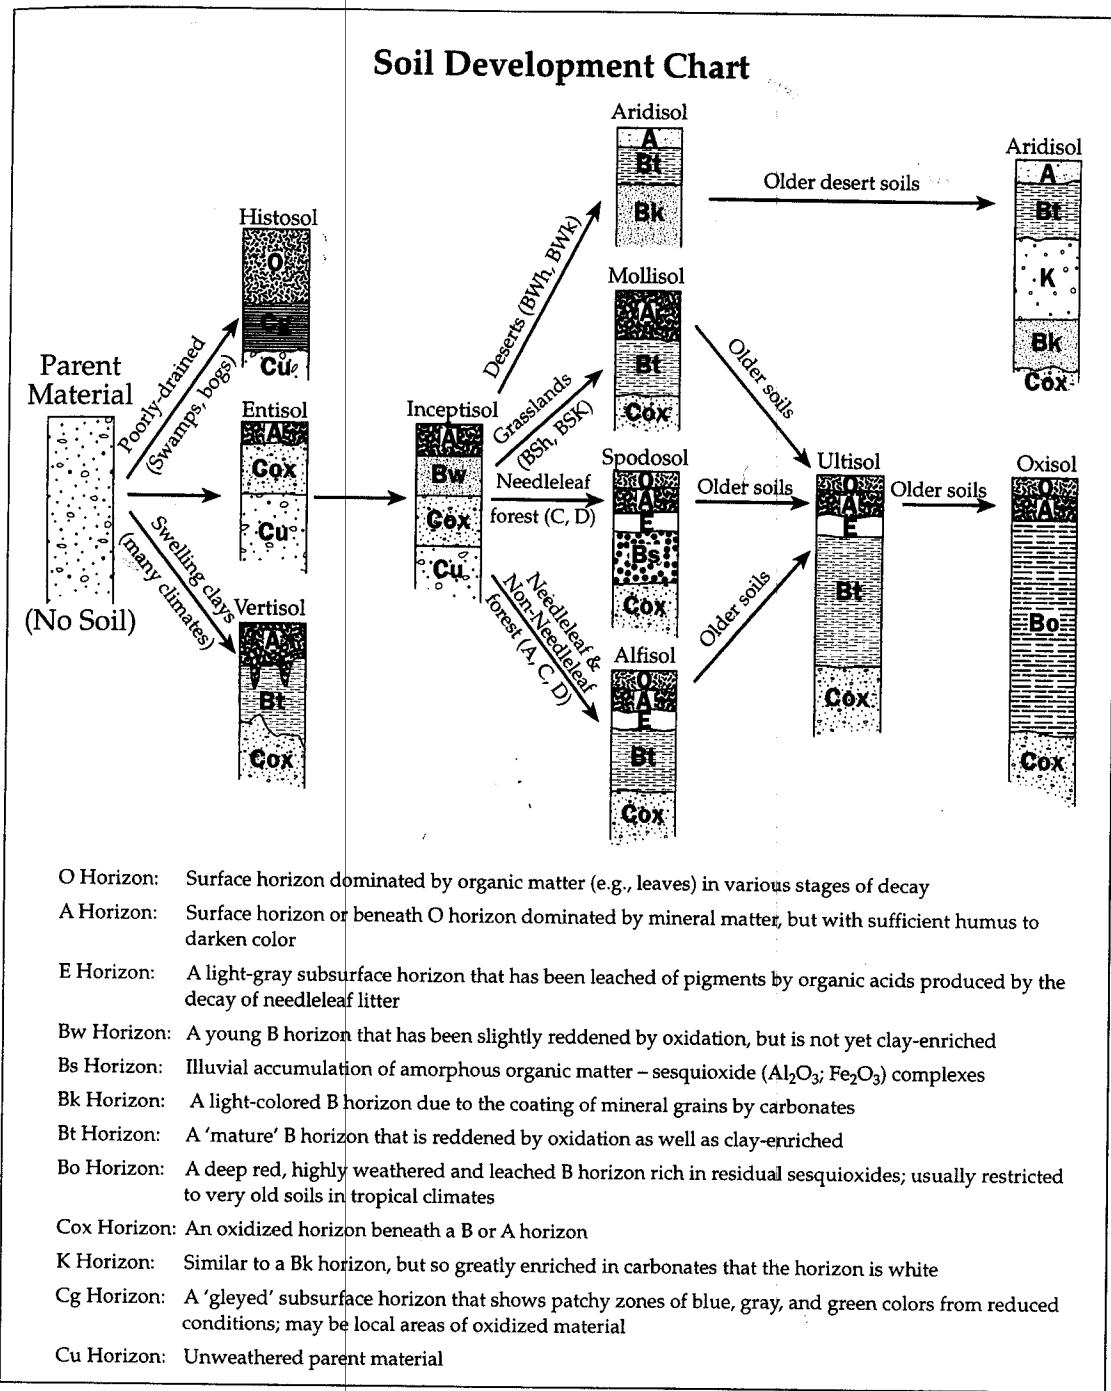 Soil Development Chart
Aridisol
A
Bt
Bk
Older desert soils
Aridisol
A
Bt
K
Bk
Cox
Deserts (BWh, BWk)
Histosol
O
Cg
Cu
Poorly-drained
(Swamps, bogs)
Parent
Material
(No Soil)
Entisol
A
Cox
Cu
Swelling clays
(many climates)
Vertisol
A
Bt
Cox
Inceptisol
A
Bw
Cox
Cu
Grasslands
(BSh, BSK)
Mollisol
A
Bt
Cox
Older soils
Needleleaf
forest (C, D)
Spodosol
O
A
E
Bs
Cox
Older soils
Needleleaf &
Non-Needleleaf
forest (A, C, D)
Alfisol
O
A
E
Bt
Cox
Older soils
Ultisol
O
A
E
Bt
Cox
Older soils
Oxisol
O
A
Bo
Cox
O Horizon: Surface horizon dominated by organic matter (e.g., leaves) in various stages of decay
A Horizon: Surface horizon or beneath O horizon dominated by mineral matter, but with sufficient humus to
darken color
E Horizon: A light-gray subsurface horizon that has been leached of pigments by organic acids produced by the
decay of needleleaf litter
Bw Horizon: A young B horizon that has been slightly reddened by oxidation, but is not yet clay-enriched
Bs Horizon: Illuvial accumulation of amorphous organic matter – sesquioxide (Al₂O₃; Fe₂O₃) complexes
Bk Horizon: A light-colored B horizon due to the coating of mineral grains by carbonates
Bt Horizon: A 'mature' B horizon that is reddened by oxidation as well as clay-enriched
Bo Horizon: A deep red, highly weathered and leached B horizon rich in residual sesquioxides; usually restricted
to very old soils in tropical climates
Cox Horizon: An oxidized horizon beneath a B or A horizon
K Horizon: Similar to a Bk horizon, but so greatly enriched in carbonates that the horizon is white
Cg Horizon: A 'gleyed' subsurface horizon that shows patchy zones of blue, gray, and green colors from reduced
conditions; may be local areas of oxidized material
Cu Horizon: Unweathered parent material